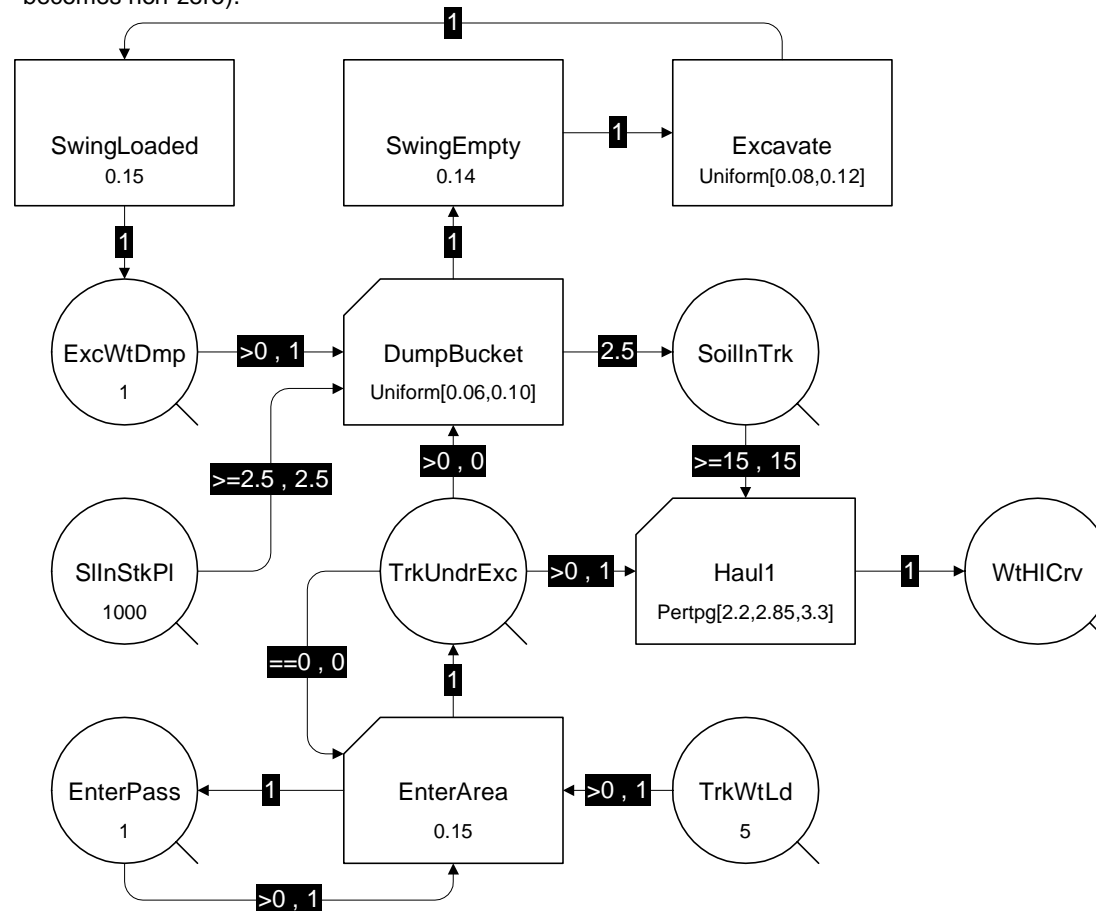 becomes non-zero).
1
SwingLoaded
0.15
SwingEmpty
0.14
1
Excavate
Uniform[0.08,0.12]
1
1
ExcWtDmp
1
>0 , 1
DumpBucket
Uniform[0.06,0.10]
2.5
SoilInTrk
>=2.5 , 2.5
>0 , 0
>=15 , 15
SlInStkPl
1000
TrkUndrExc
>0 , 1
Haul1
Pertpg[2.2,2.85,3.3]
1
WtHlCrv
==0 , 0
1
EnterPass
1
1
EnterArea
0.15
>0 , 1
TrkWtLd
5
>0 , 1